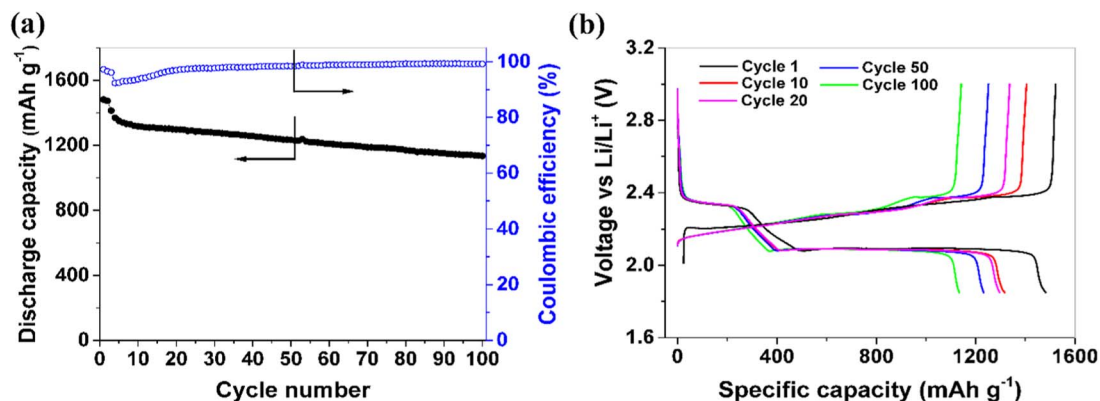 (a)
Discharge capacity (mAh g⁻¹)
1600
1200
800
400
0
100
80
60
40
20
0
Coulombic efficiency (%)
0 10 20 30 40 50 60 70 80 90 100
Cycle number
(b)
Voltage vs Li/Li⁺ (V)
3.2
2.8
2.4
2.0
1.6
Cycle 1
Cycle 10
Cycle 20
Cycle 50
Cycle 100
0 400 800 1200 1600
Specific capacity (mAh g⁻¹)